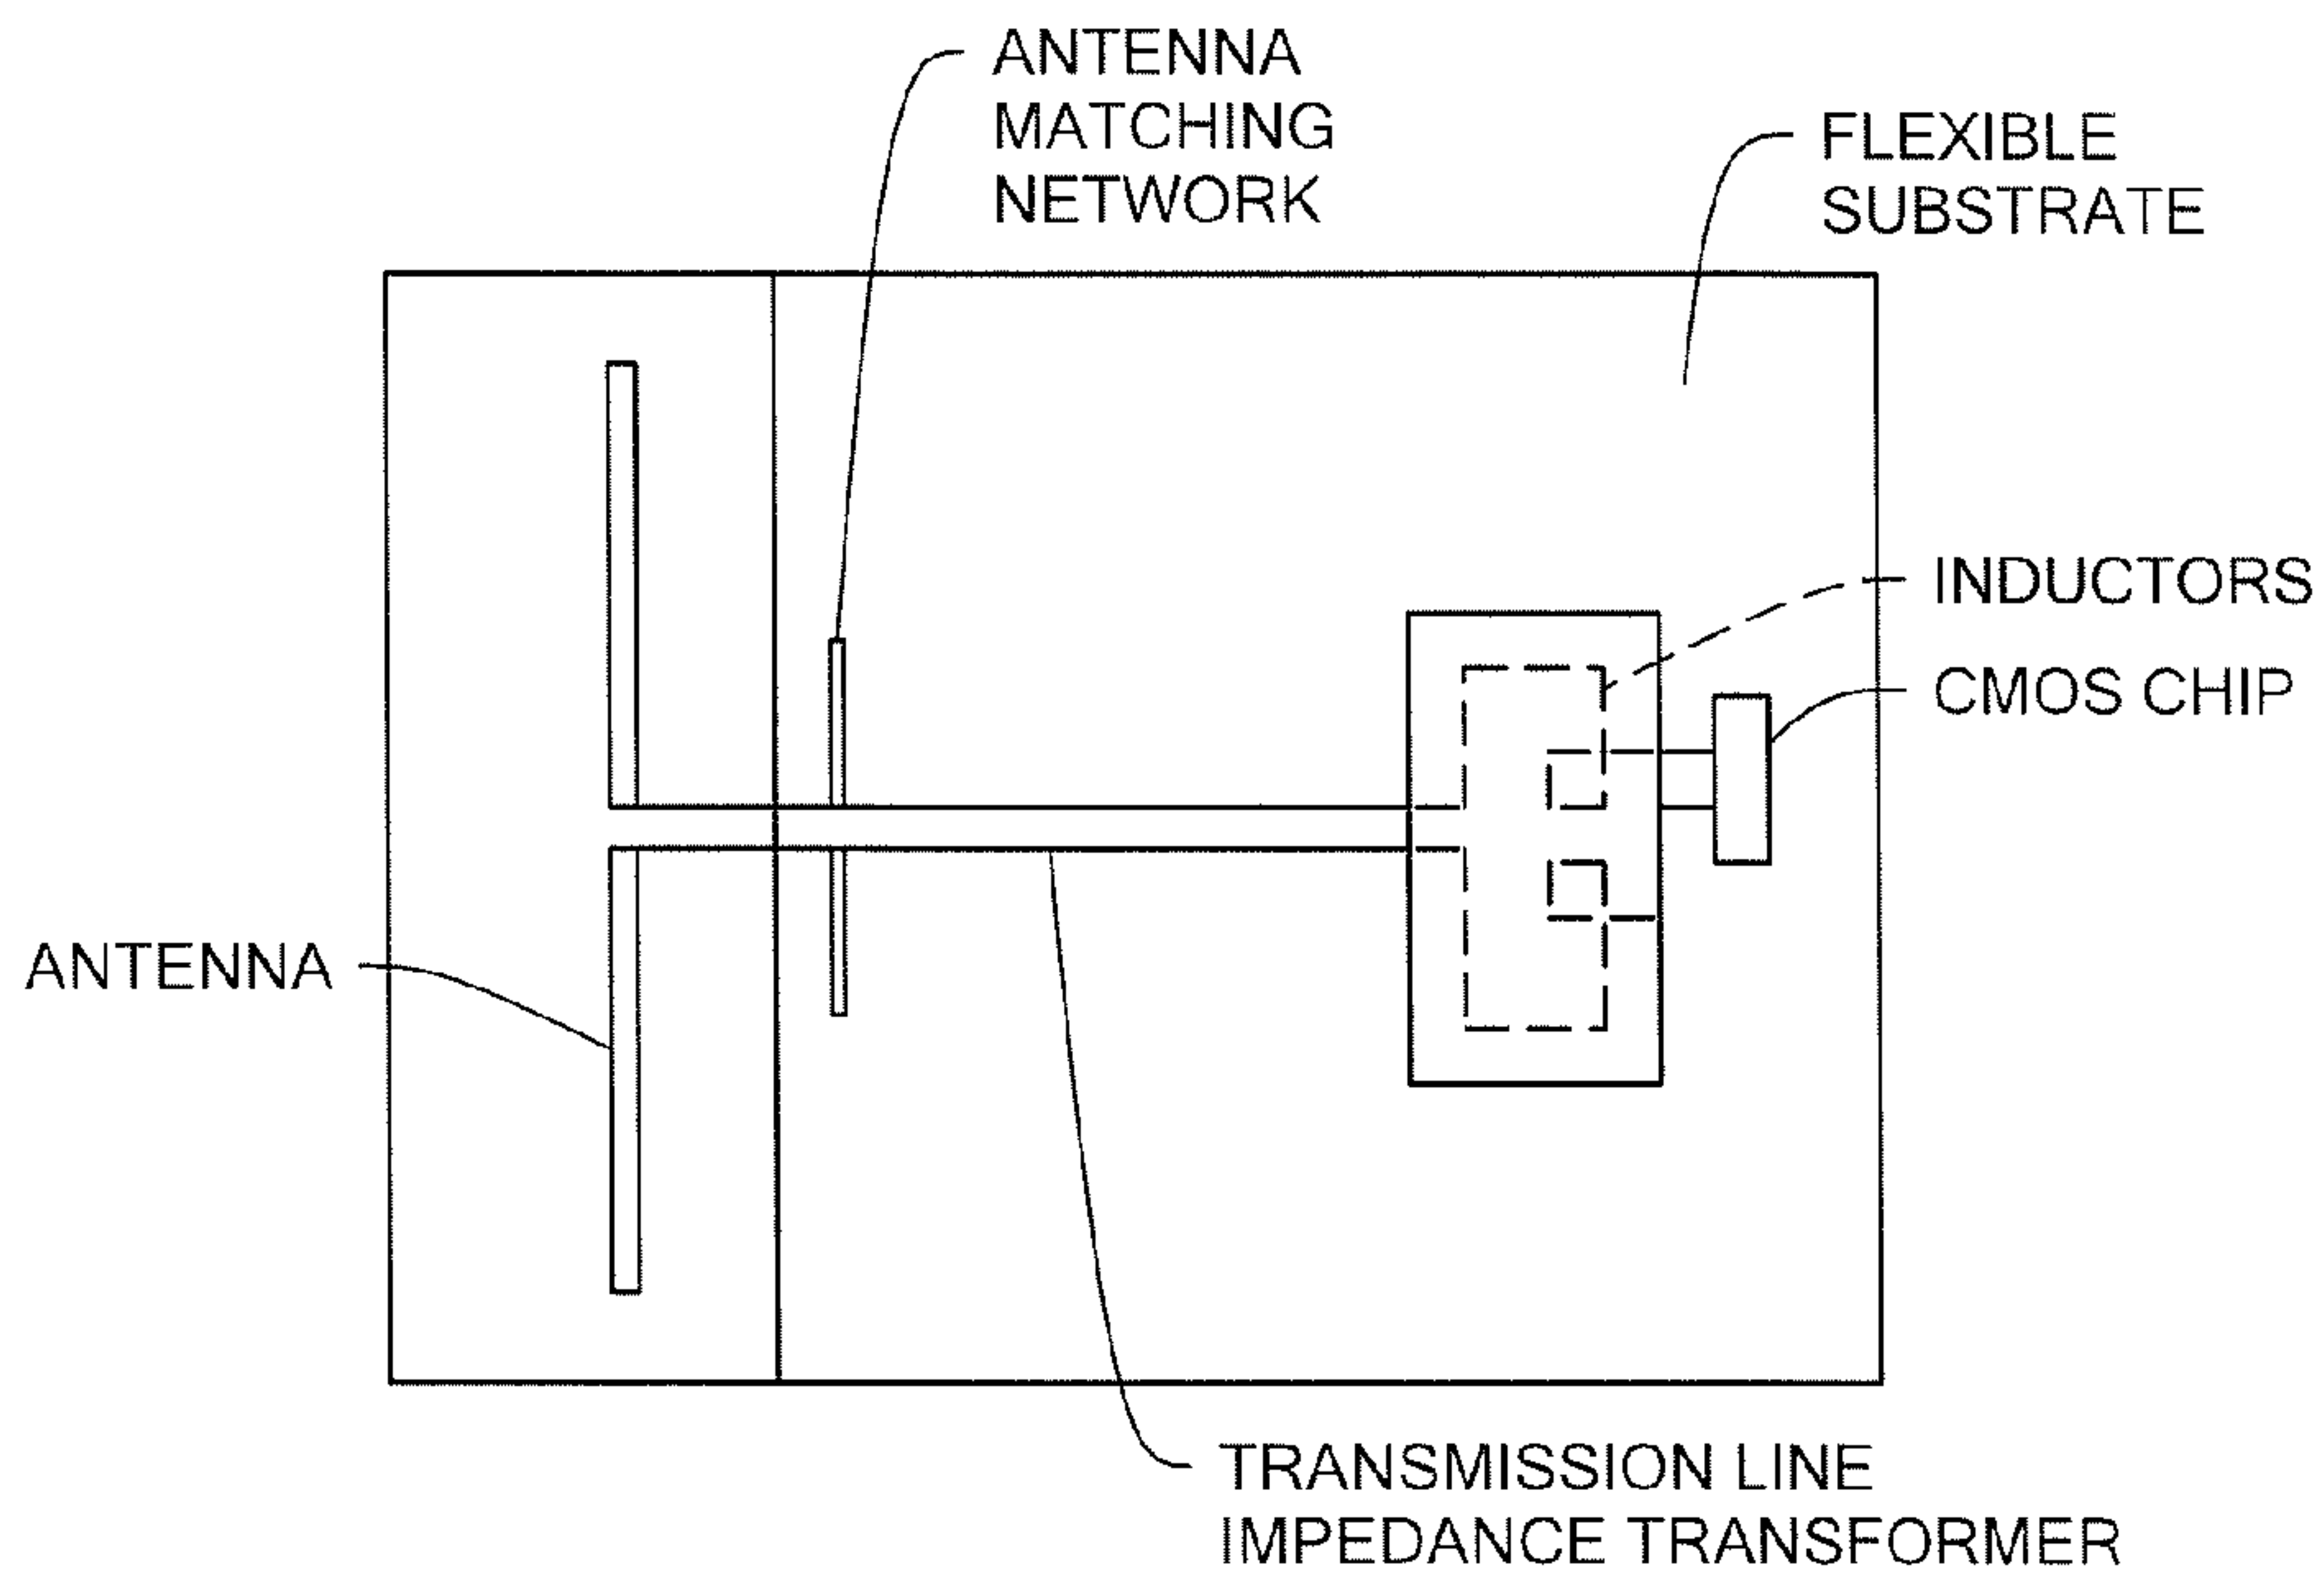 ANTENNA
MATCHING
NETWORK
FLEXIBLE
SUBSTRATE
INDUCTORS
CMOS CHIP
ANTENNA
TRANSMISSION LINE
IMPEDANCE TRANSFORMER